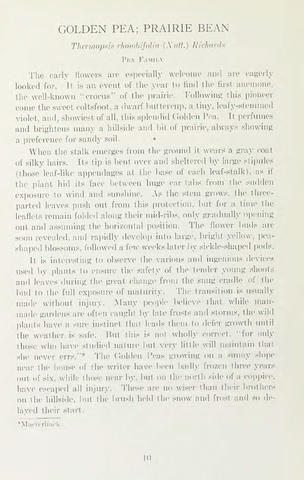 GOLDEN PEA; PRAIRIE BEAN
Thermopsis rhombifolia (Nutt.) Richards
PEA FAMILY
The early flowers are especially welcome and are eagerly
looked for. It is an event of the year to find the first anemone,
the well-known "crocus" of the prairie. Following this pioneer
come the sweet coltsfoot, a dwarf buttercup, a tiny, leafy-stemmed
violet, and, showiest of all, this splendid Golden Pea. It perfumes
and brightens many a hillside and bit of prairie, always showing
a preference for sandy soil.
When the stalk emerges from the ground it wears a gray coat
of silky hairs. Its tip is bent over and sheltered by large stipules
(those leaf-like appendages at the base of each leaf-stalk), as if
the plant hid its face between huge ear tabs from the sudden
exposure to wind and sunshine. As the stem grows, the three-
parted leaves push out from this protection, but for a time the
leaflets remain folded along their mid-ribs, only gradually opening
out and assuming the horizontal position. The flower buds are
soon revealed, and rapidly develop into large, bright yellow, pea-
shaped blossoms, followed a few weeks later by sickle-shaped pods.
It is interesting to observe the various and ingenious devices
used by plants to ensure the safety of the tender young shoots
and leaves during the great change from the snug cradle of the
bud to the full exposure of maturity. The transition is usually
made without injury. Many people believe that while man-
made gardens are often caught by late frosts and storms, the wild
plants have a sure instinct that leads them to defer growth until
the weather is safe. But this is not wholly correct, "for only
those who have studied nature but very little will maintain that
she never errs."* The Golden Peas growing on a sunny slope
near the house of the writer have been badly frozen three years
out of six, while those near by, but on the north side of a coppice,
have escaped all injury. These are no wiser than their brothers
on the hillside, but the brush held the snow and frost and so de-
layed their start.
*Maeterlinck.
10